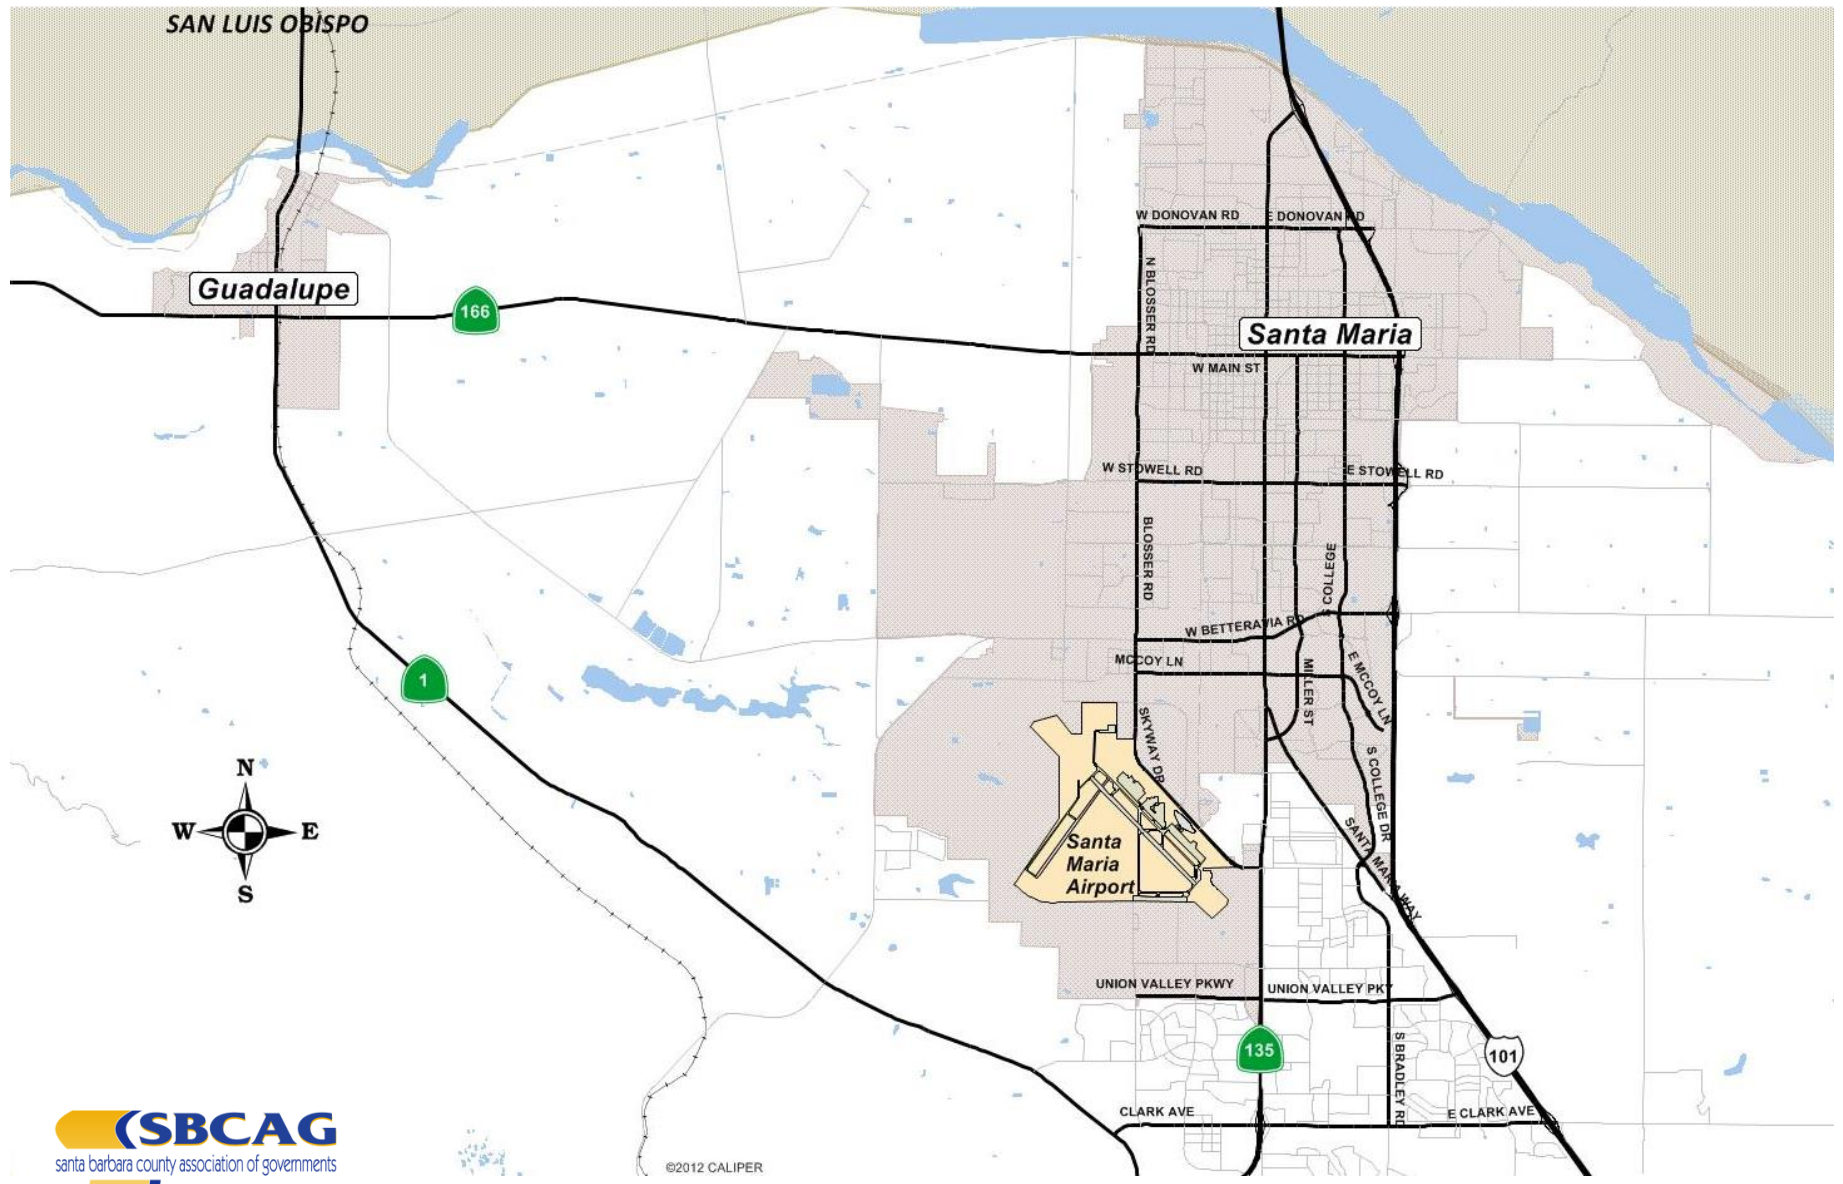 SAN LUIS OBISPO
W DONOVAN RD
E DONOVAN RD
N BLOSSER RD
Guadalupe
166
Santa Maria
W MAIN ST
W STOWELL RD
E STOWELL RD
BLOSSER RD
S COLLEGE
W BETTERAVIA RD
MCCOY LN
E MCCOY LN
MILLER ST
1
SKYWAY DR
S COLLEGE DR
N
W
E
S
Santa
Maria
Airport
SANTA MARIA WAY
UNION VALLEY PKWY
UNION VALLEY PKY
135
101
S BRADLEY RD
CLARK AVE
E CLARK AVE
SBCAG
santa barbara county association of governments
©2012 CALIPER